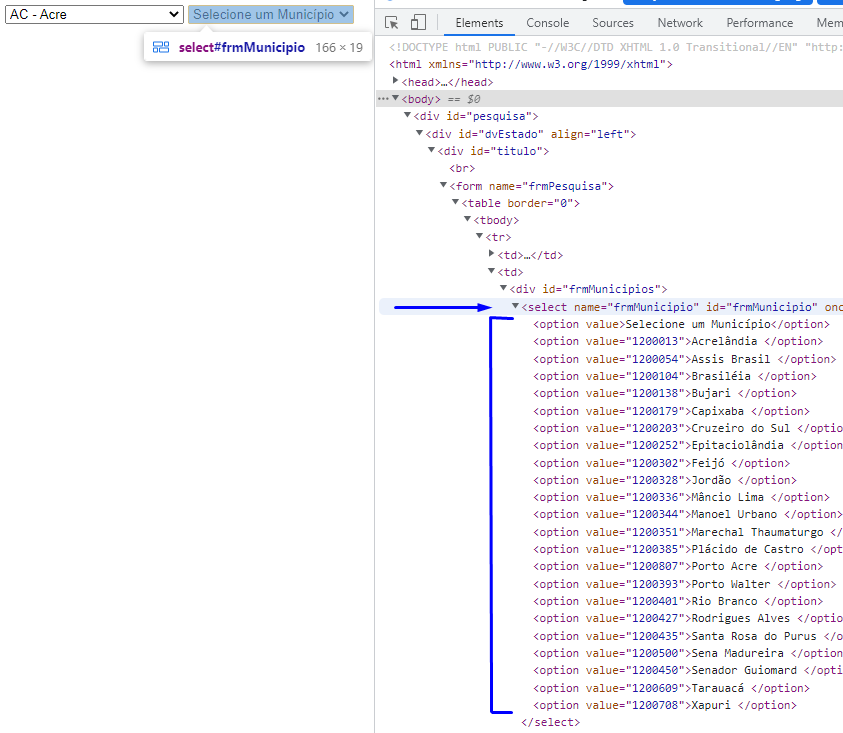 AC - Acre
Selecione um Município
select#frmMunicipio 166 × 19
Elements Console Sources Network Performance Mem
<!DOCTYPE html PUBLIC "-//W3C//DTD XHTML 1.0 Transitional//EN" "http:
<html xmlns="http://www.w3.org/1999/xhtml">
<head>…</head>
<body> == $0
<div id="pesquisa">
<div id="dvEstado" align="left">
<div id="titulo">
<br>
<form name="frmPesquisa">
<table border="0">
<tbody>
<tr>
<td>…</td>
<td>
<div id="frmMunicipios">
<select name="frmMunicipio" id="frmMunicipio" onc
<option value>Selecione um Município</option>
<option value="1200013">Acrelândia </option>
<option value="1200054">Assis Brasil </option>
<option value="1200104">Brasiléia </option>
<option value="1200138">Bujari </option>
<option value="1200179">Capixaba </option>
<option value="1200203">Cruzeiro do Sul </optio
<option value="1200252">Epitaciolândia </option
<option value="1200302">Feijó </option>
<option value="1200328">Jordão </option>
<option value="1200336">Mâncio Lima </option>
<option value="1200344">Manoel Urbano </option>
<option value="1200351">Marechal Thaumaturgo </
<option value="1200385">Plácido de Castro </opt
<option value="1200807">Porto Acre </option>
<option value="1200393">Porto Walter </option>
<option value="1200401">Rio Branco </option>
<option value="1200427">Rodrigues Alves </optio
<option value="1200435">Santa Rosa do Purus </o
<option value="1200500">Sena Madureira </option
<option value="1200450">Senador Guiomard </opti
<option value="1200609">Tarauacá </option>
<option value="1200708">Xapuri </option>
</select>